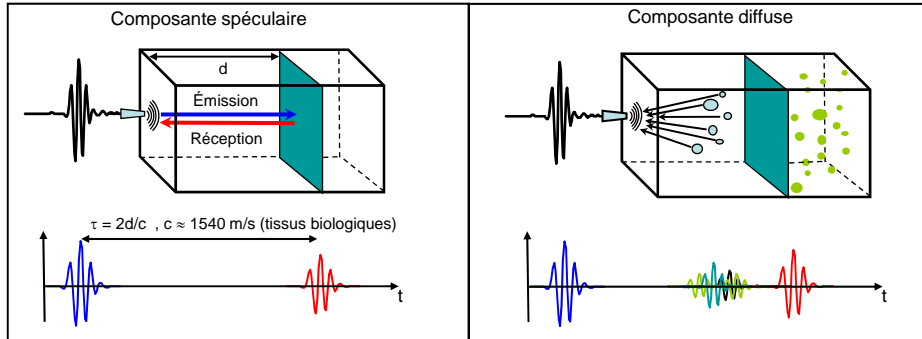 Composante spéculaire
d
Émission
Réception
τ = 2d/c , c ≈ 1540 m/s (tissus biologiques)
t
Composante diffuse
t